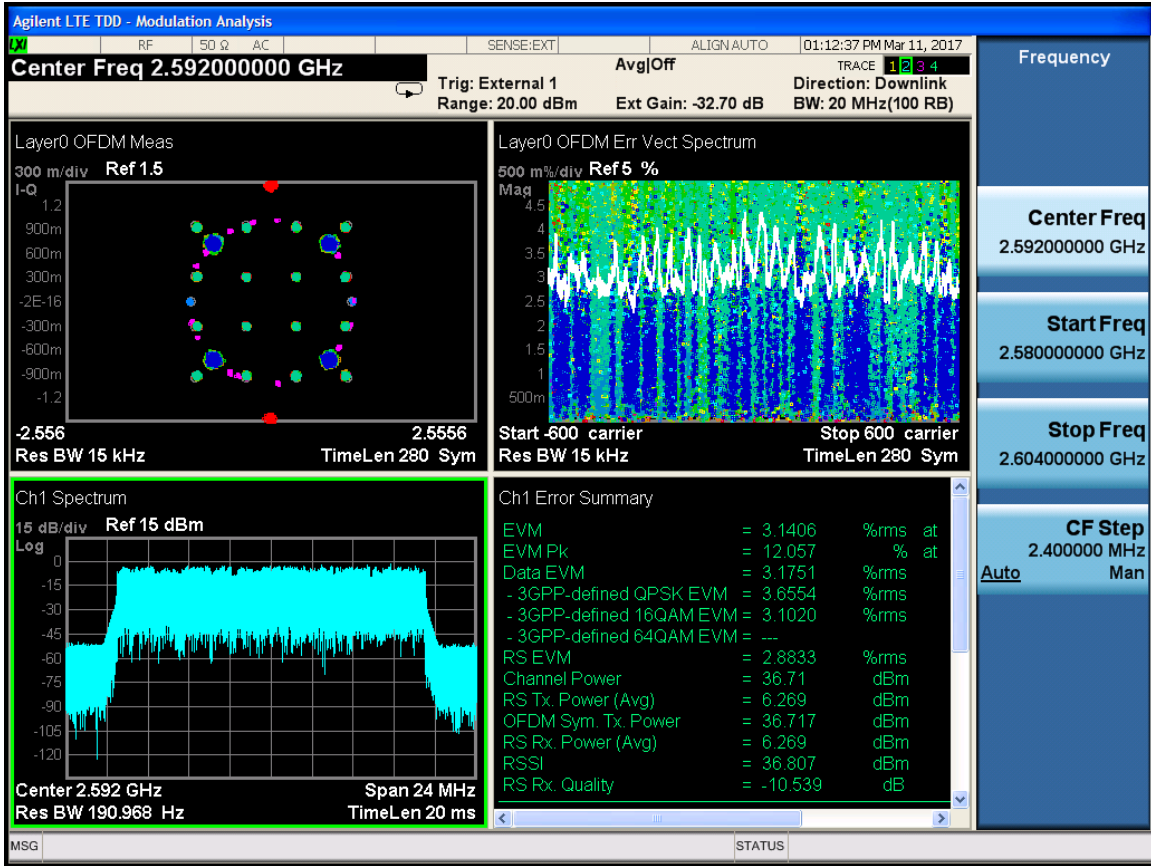 Agilent LTE TDD - Modulation Analysis
LXI RF 50 Ω AC SENSE:EXT ALIGN AUTO 01:12:37 PM Mar 11, 2017
Center Freq 2.592000000 GHz
Avg|Off
TRACE 1 2 3 4
Trig: External 1
Direction: Downlink
Range: 20.00 dBm Ext Gain: -32.70 dB BW: 20 MHz(100 RB)
Layer0 OFDM Meas
300 m/div Ref 1.5
I-Q
1.2
900m
600m
300m
-2E-16
-300m
-600m
-900m
-1.2
-2.556 2.5556
Res BW 15 kHz TimeLen 280 Sym
Layer0 OFDM Err Vect Spectrum
500 m%/div Ref 5 %
Mag
4.5
4
3.5
3
2.5
2
1.5
1
500m
Start -600 carrier Stop 600 carrier
Res BW 15 kHz TimeLen 280 Sym
Ch1 Spectrum
15 dB/div Ref 15 dBm
Log
0
-15
-30
-45
-60
-75
-90
-105
-120
Center 2.592 GHz Span 24 MHz
Res BW 190.968 Hz TimeLen 20 ms
Ch1 Error Summary
EVM = 3.1406 %rms at
EVM Pk = 12.057 % at
Data EVM = 3.1751 %rms
- 3GPP-defined QPSK EVM = 3.6554 %rms
- 3GPP-defined 16QAM EVM = 3.1020 %rms
- 3GPP-defined 64QAM EVM = ---
RS EVM = 2.8833 %rms
Channel Power = 36.71 dBm
RS Tx. Power (Avg) = 6.269 dBm
OFDM Sym. Tx. Power = 36.717 dBm
RS Rx. Power (Avg) = 6.269 dBm
RSSI = 36.807 dBm
RS Rx. Quality = -10.539 dB
Frequency
Center Freq
2.592000000 GHz
Start Freq
2.580000000 GHz
Stop Freq
2.604000000 GHz
CF Step
2.400000 MHz
Auto Man
MSG STATUS